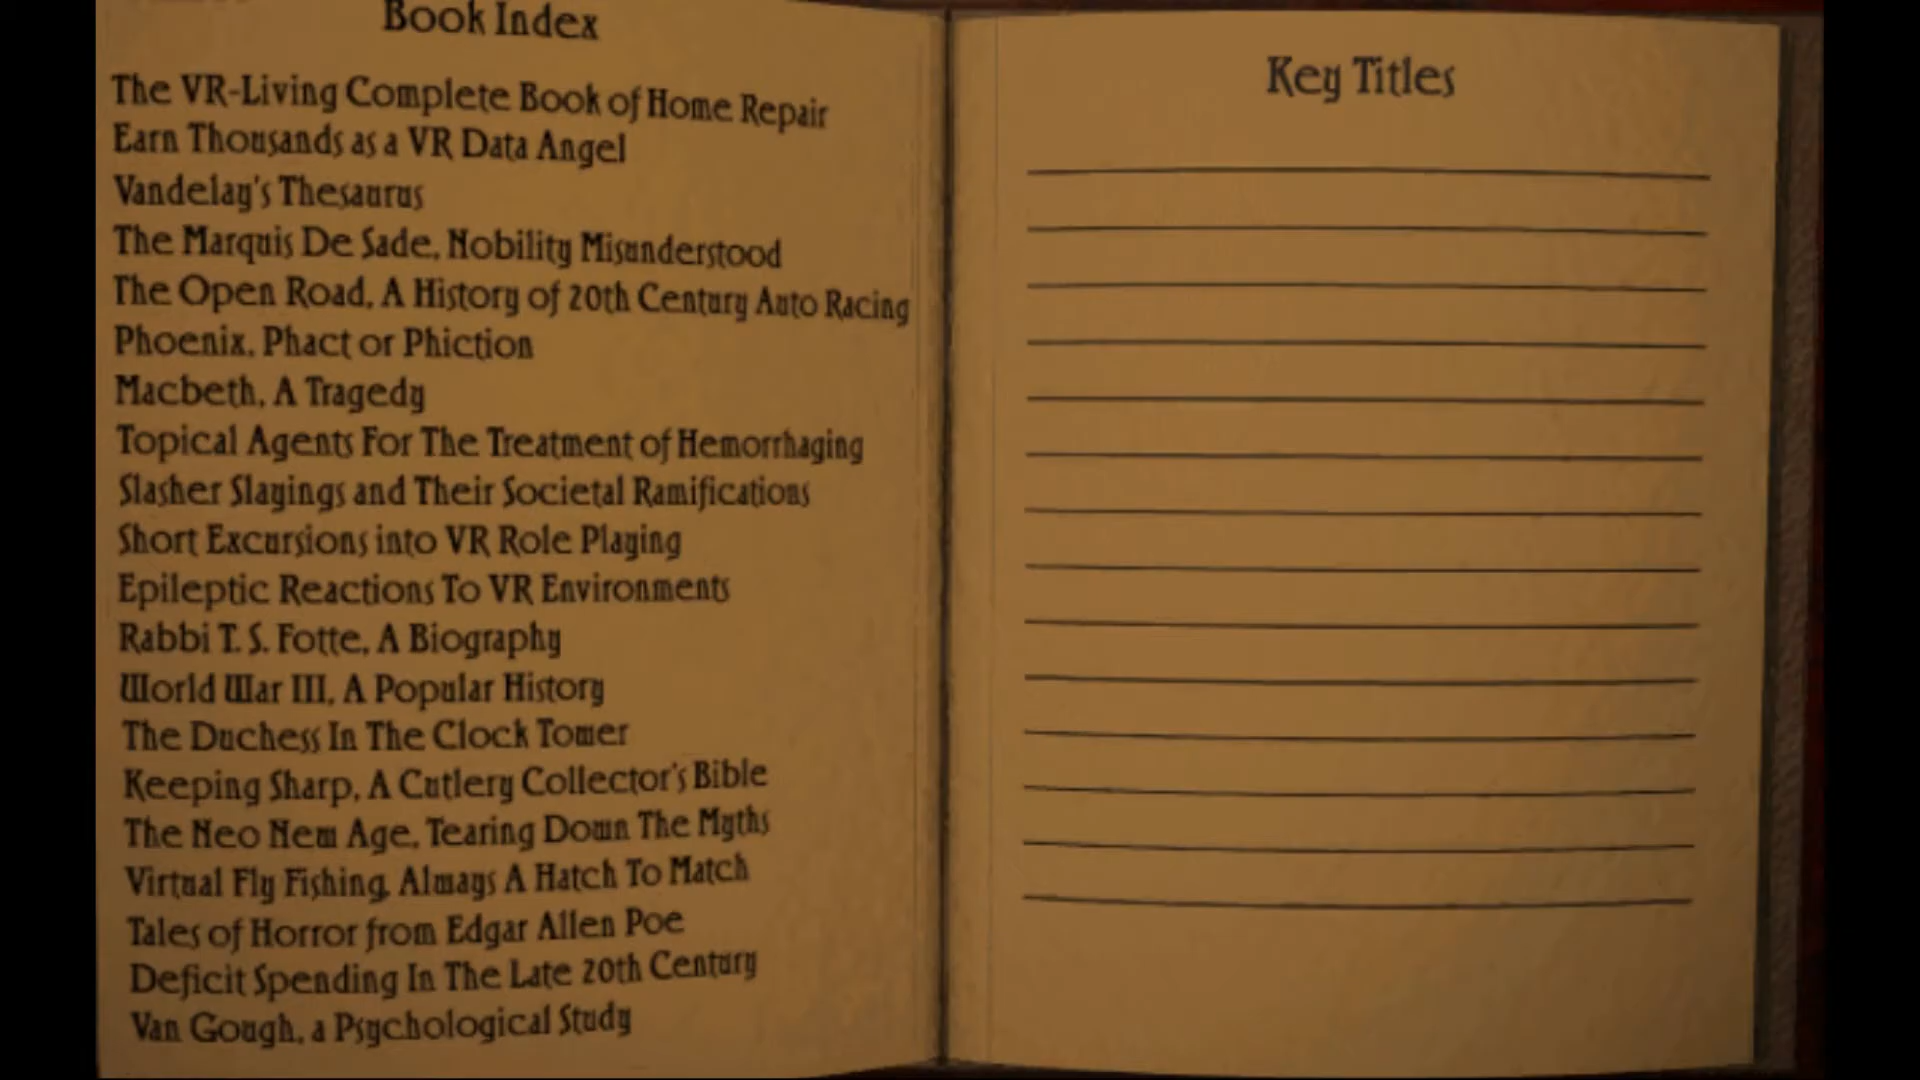 Book Index
The VR-Living Complete Book of Home Repair
Earn Thousands as a VR Data Angel
Vandelay's Thesaurus
The Marquis De Sade, Nobility Misunderstood
The Open Road, A History of 20th Century Auto Racing
Phoenix, Phact or Phiction
Macbeth, A Tragedy
Topical Agents For The Treatment of Hemorrhaging
Slasher Slayings and Their Societal Ramifications
Short Excursions into VR Role Playing
Epileptic Reactions To VR Environments
Rabbi T. S. Fotte, A Biography
World War III, A Popular History
The Duchess In The Clock Tower
Keeping Sharp, A Cutlery Collector's Bible
The Neo New Age, Tearing Down The Myths
Virtual Fly Fishing, Always A Hatch To Match
Tales of Horror from Edgar Allen Poe
Deficit Spending In The Late 20th Century
Van Gough, a Psychological Study
Key Titles